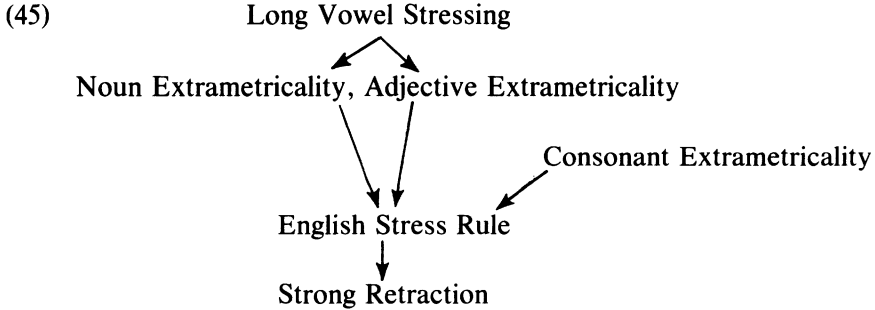 (45) Long Vowel Stressing
Noun Extrametricality, Adjective Extrametricality
Consonant Extrametricality
English Stress Rule
Strong Retraction